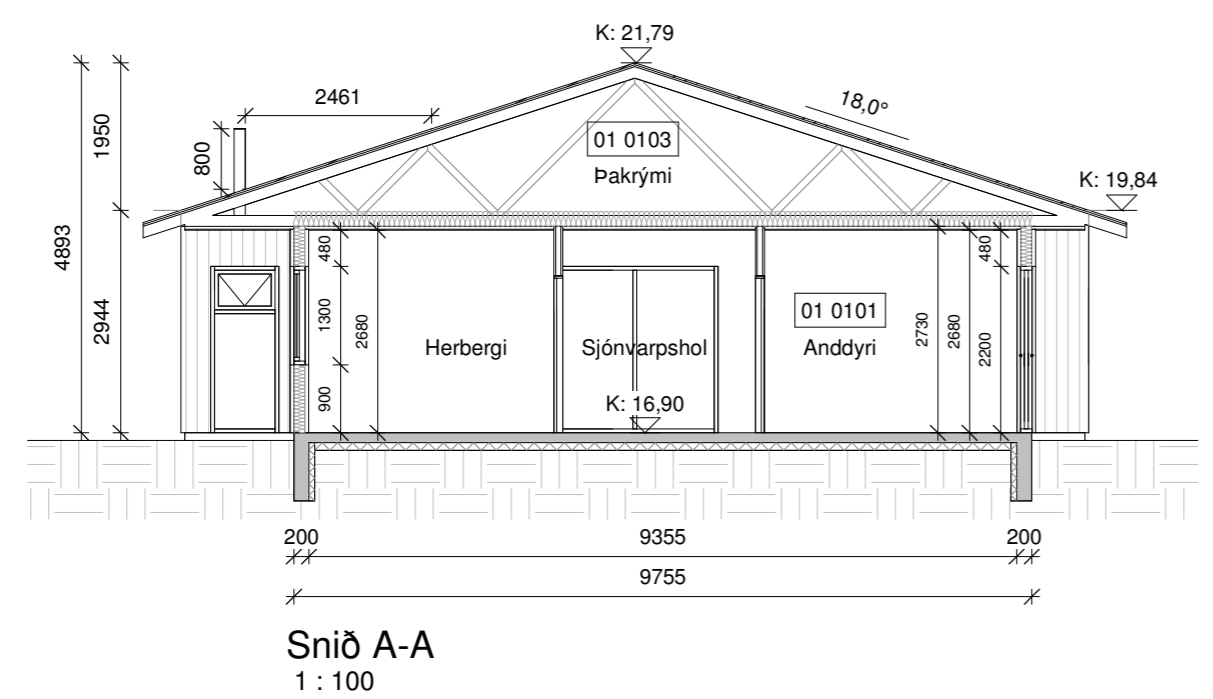 K: 21,79
2461
18,0°
1950
800
01 0103
Þakrými
K: 19,84
4893
2944
480
1300
2680
900
480
01 0101
2730
2680
2200
Herbergi
Sjónvarpshol
Anddyri
K: 16,90
200
9355
200
9755
Snið A-A
1 : 100